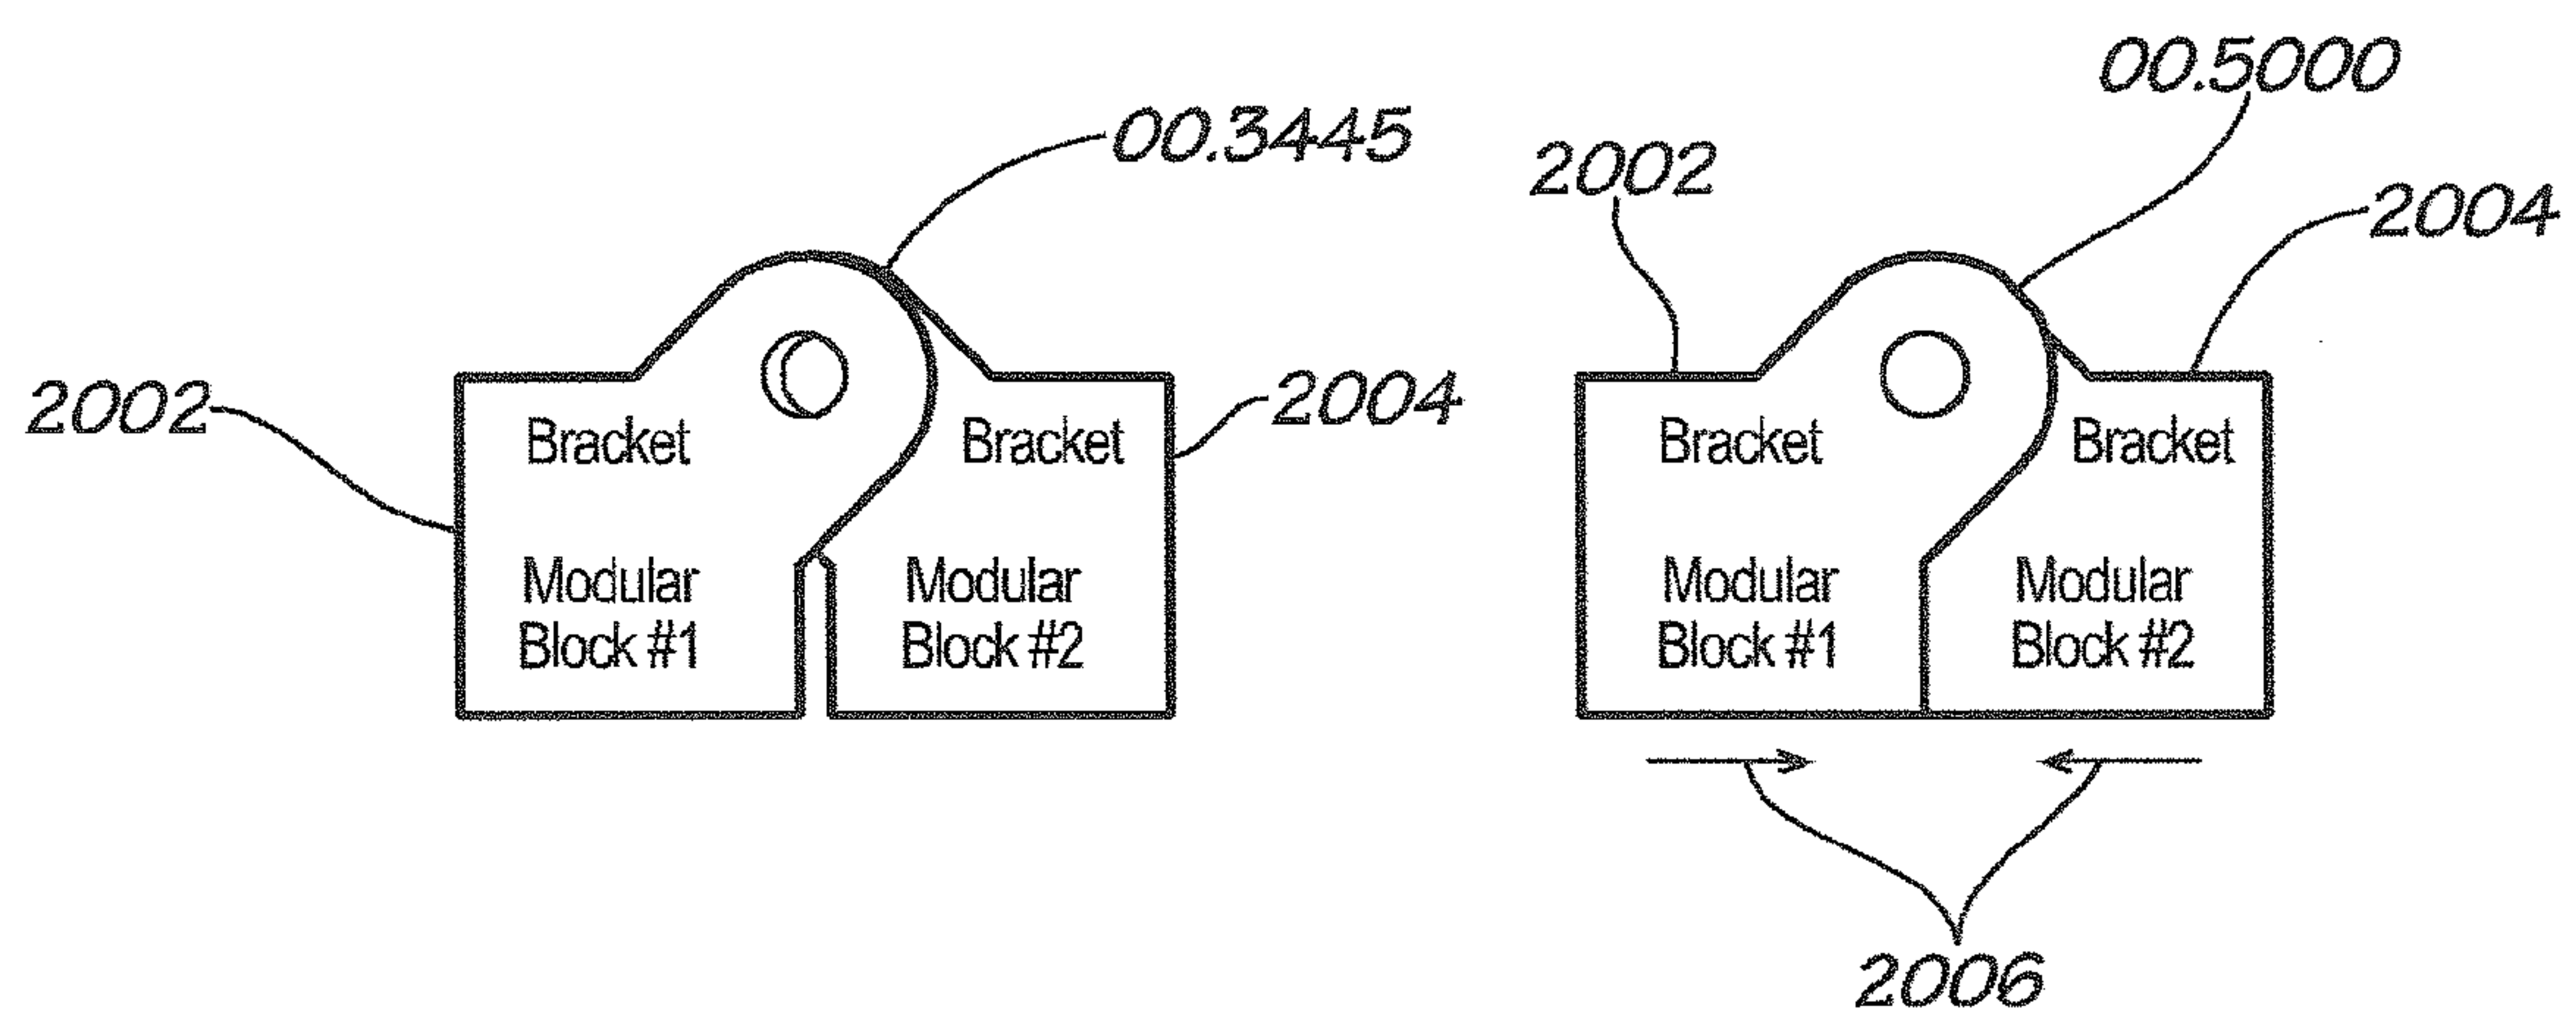 00.3445
2002
2004
Bracket
Bracket
Modular
Block #1
Modular
Block #2
00.5000
2002
2004
Bracket
Bracket
Modular
Block #1
Modular
Block #2
2006